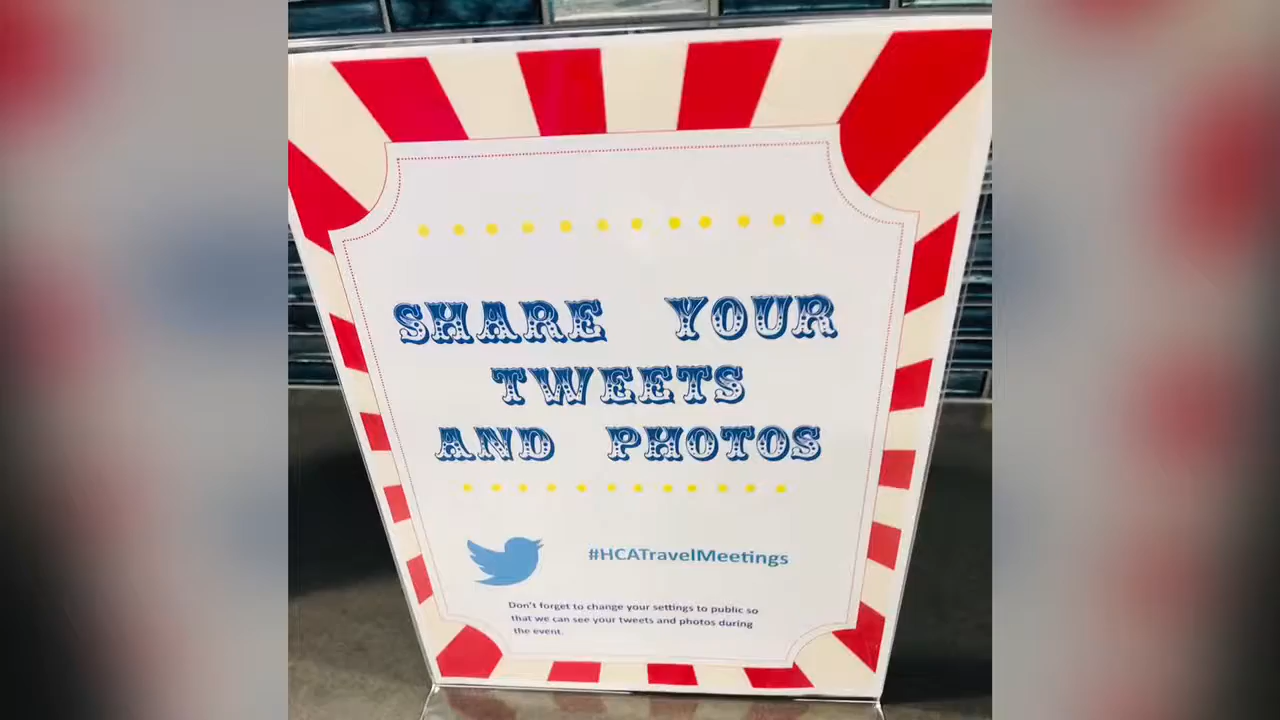 SHARE YOUR
TWEETS
AND PHOTOS
#HCATravelMeetings
Don't forget to change your settings to public so
that we can see your tweets and photos during
the event.